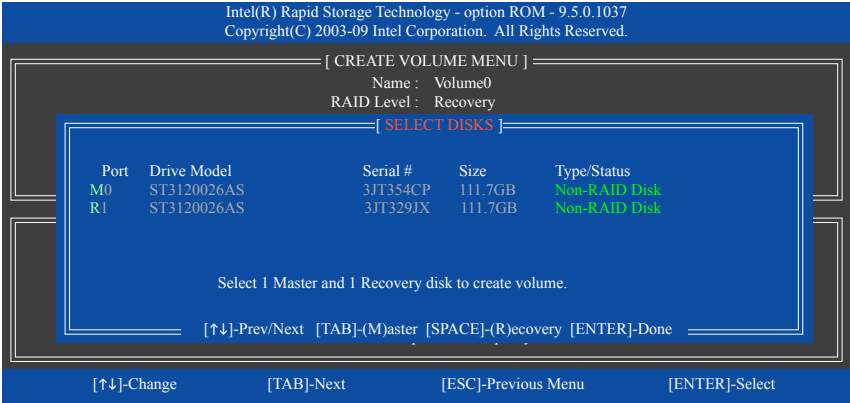 Intel(R) Rapid Storage Technology - option ROM - 9.5.0.1037
Copyright(C) 2003-09 Intel Corporation. All Rights Reserved.
[ CREATE VOLUME MENU ]
Name : Volume0
RAID Level : Recovery
[ SELECT DISKS ]
Port Drive Model Serial # Size Type/Status
M0 ST3120026AS 3JT354CP 111.7GB Non-RAID Disk
R1 ST3120026AS 3JT329JX 111.7GB Non-RAID Disk
Select 1 Master and 1 Recovery disk to create volume.
[↑↓]-Prev/Next [TAB]-(M)aster [SPACE]-(R)ecovery [ENTER]-Done
[↑↓]-Change [TAB]-Next [ESC]-Previous Menu [ENTER]-Select